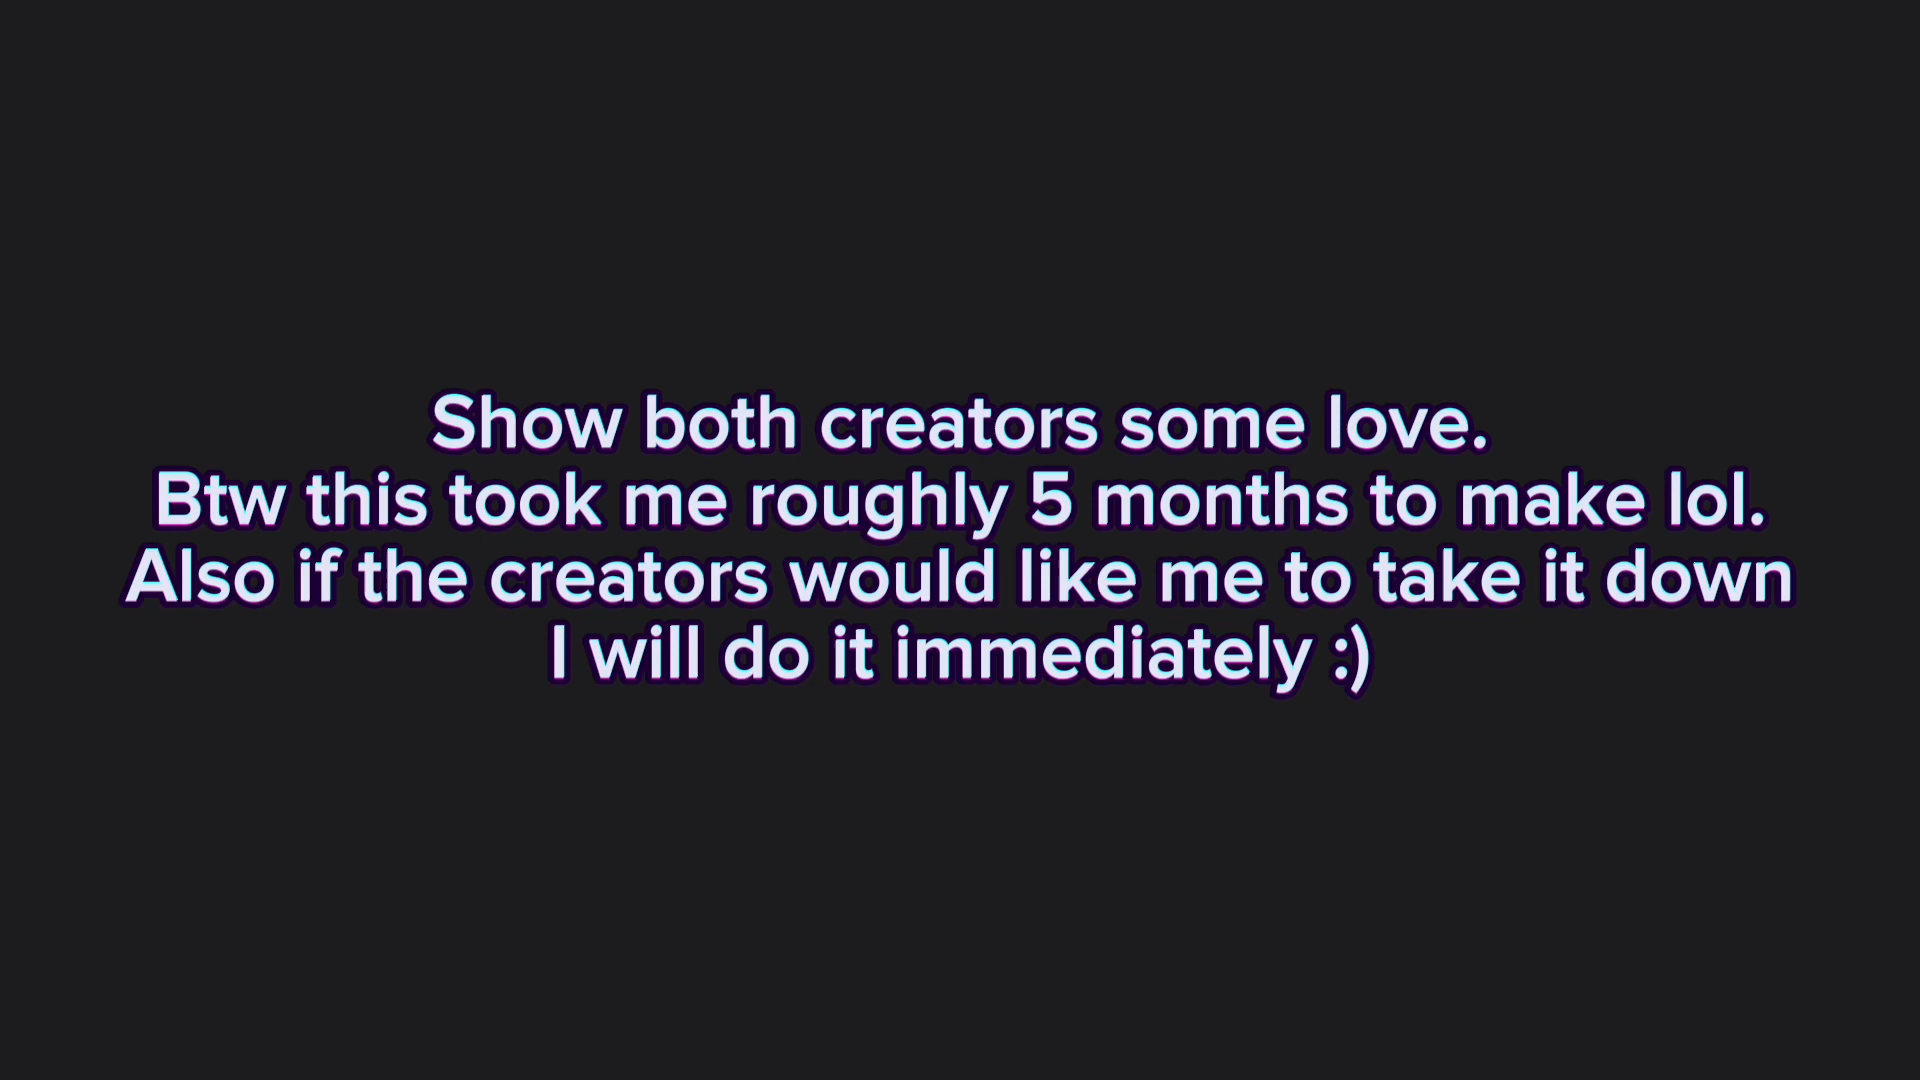 Show both creators some love.
Btw this took me roughly 5 months to make lol.
Also if the creators would like me to take it down
I will do it immediately :)